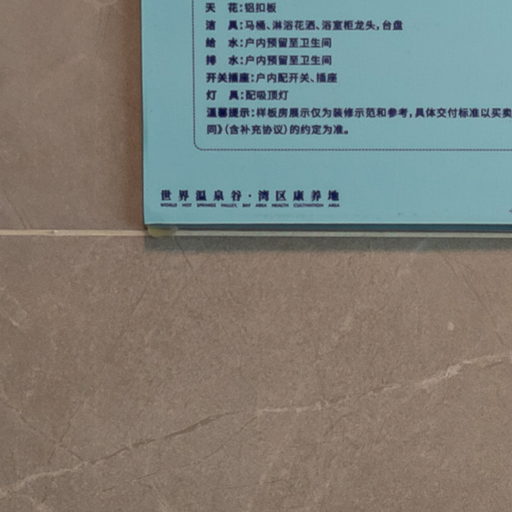 天 花:铝扣板
洁 具:马桶、淋浴花洒、浴室柜龙头,台盘
给 水:户内预留至卫生间
排 水:户内预留至卫生间
开关插座:户内配开关、插座
灯 具:配吸顶灯
温馨提示:样板房展示仅为装修示范和参考,具体交付标准以买卖
同》(含补充协议)的约定为准。
世界温泉谷·湾区康养地
WORLD HOT SPRINGS VALLEY, BAY AREA HEALTH CULTIVATION AREA